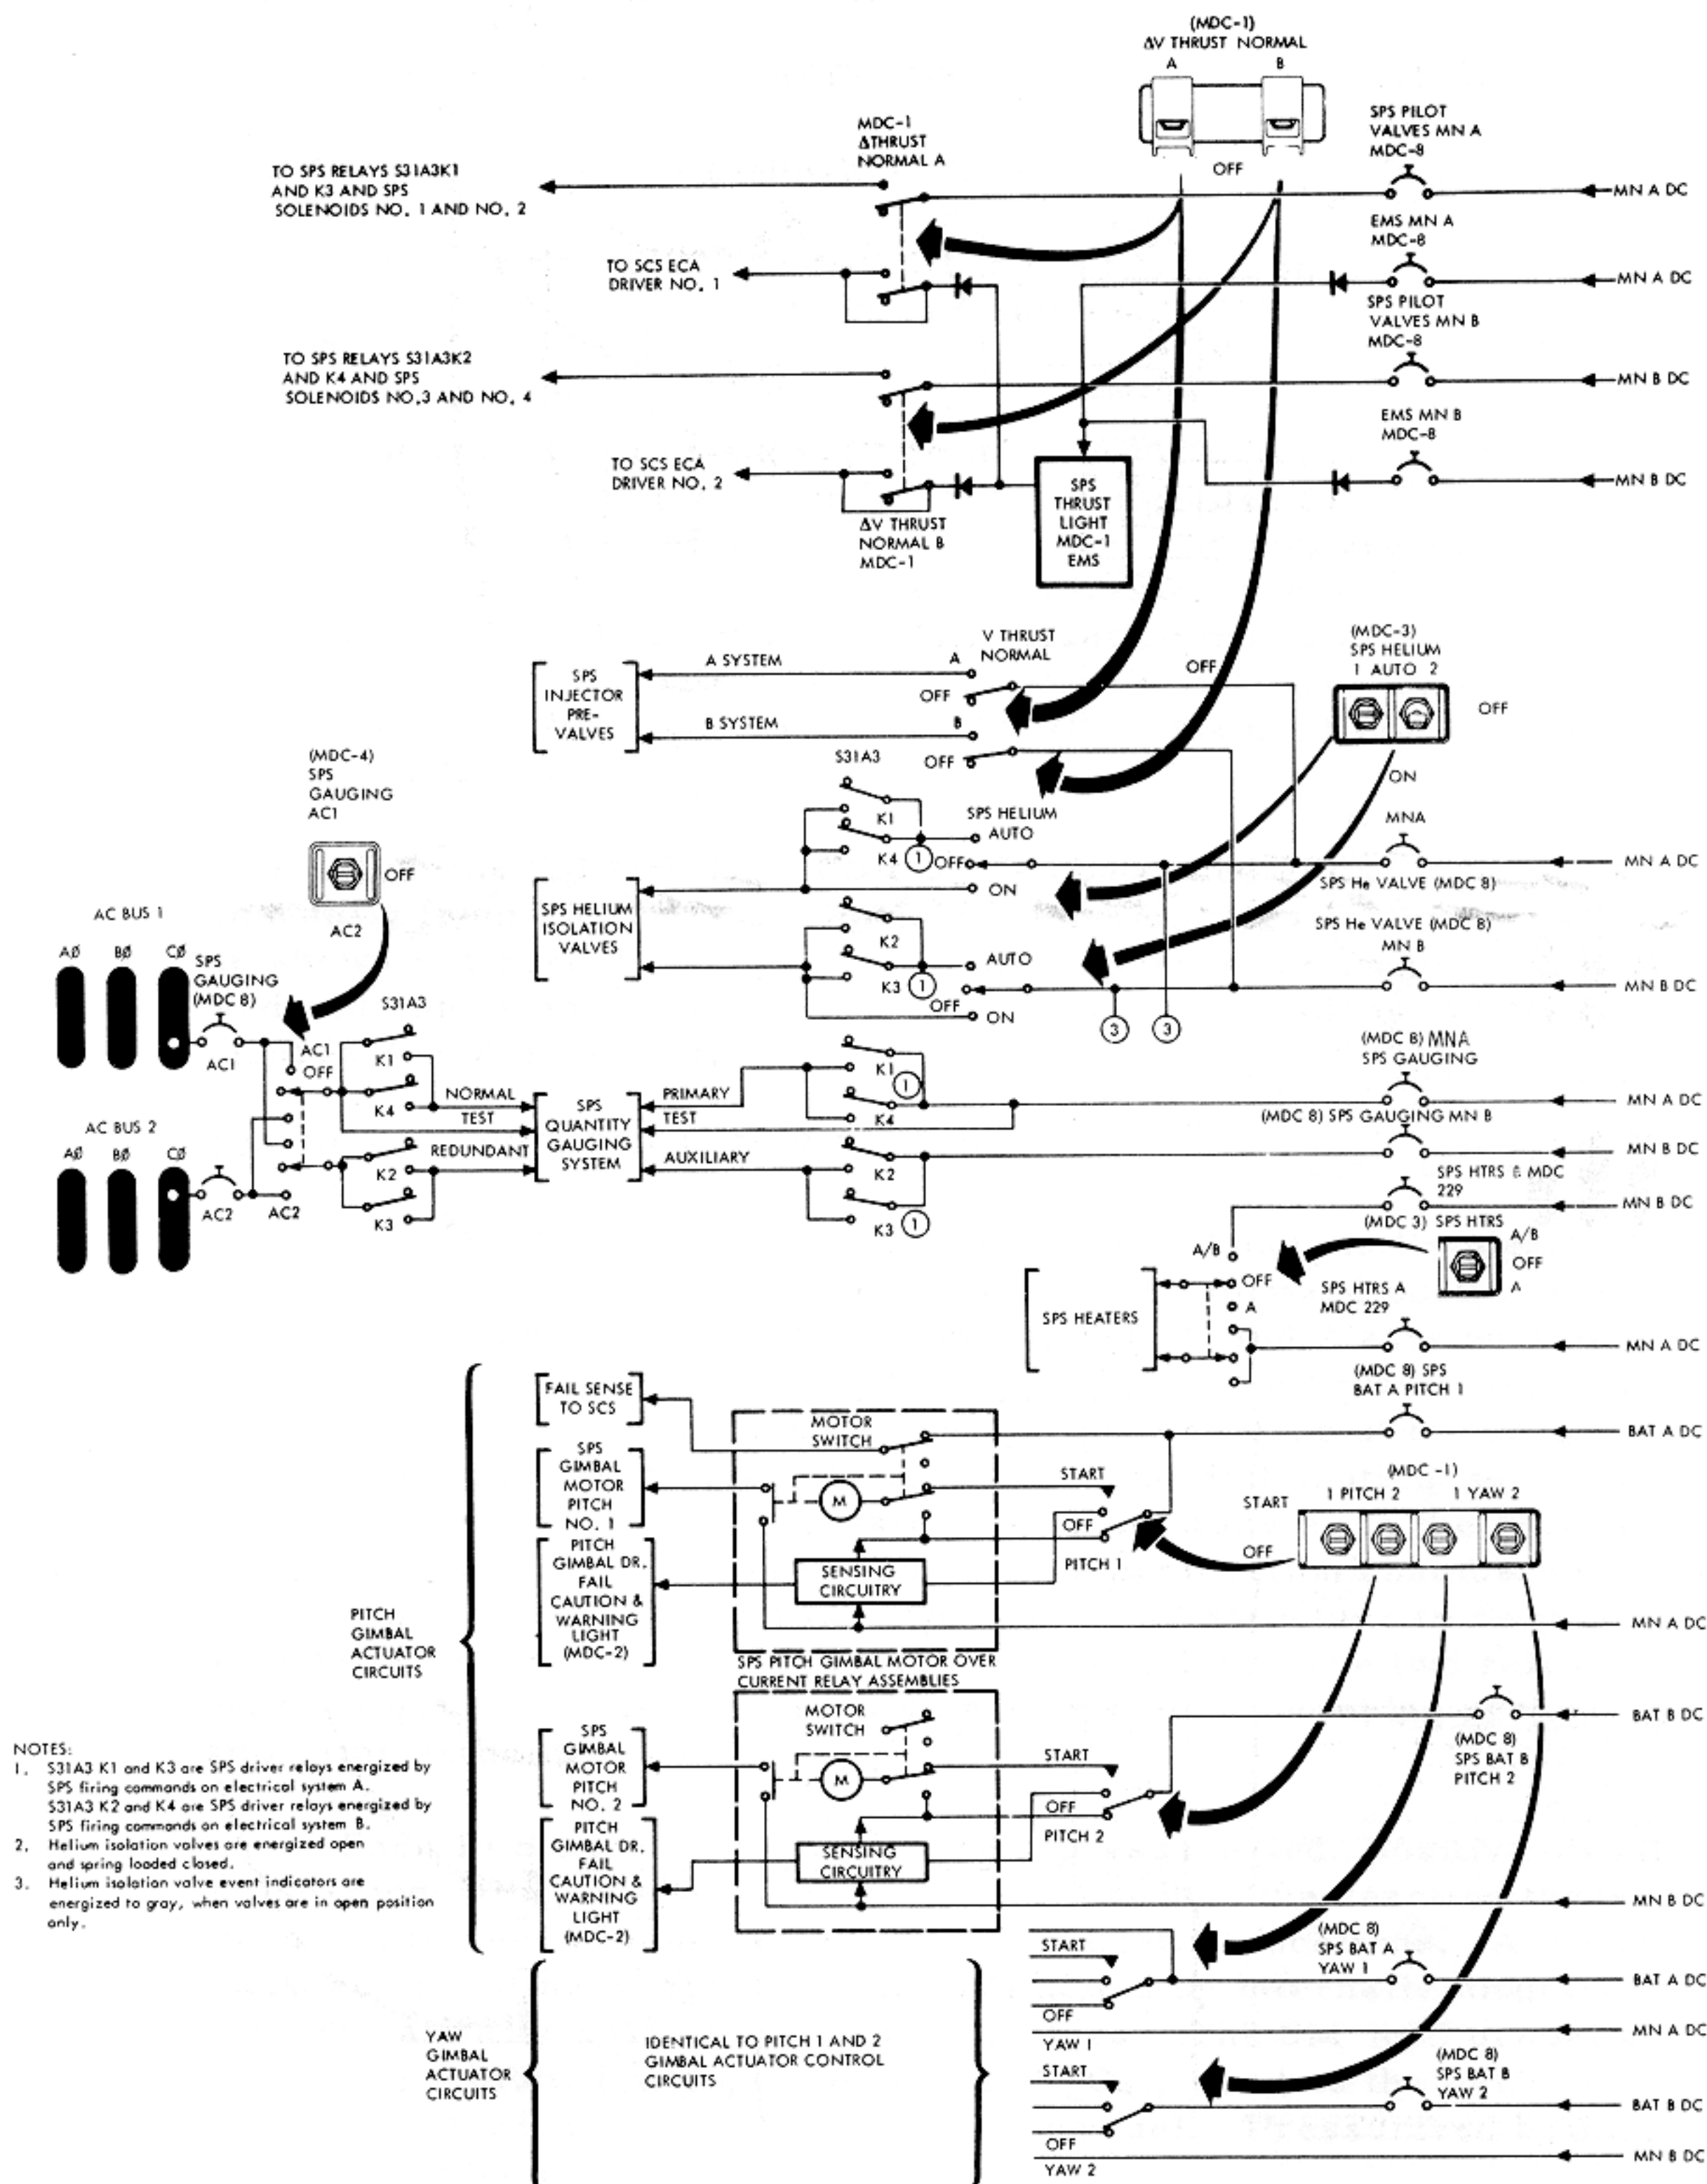 (MDC-1)
ΔV THRUST NORMAL
A
B
OFF
MDC-1
ΔTHRUST
NORMAL A
SPS PILOT
VALVES MN A
MDC-8
TO SPS RELAYS S31A3K1
AND K3 AND SPS
SOLENOIDS NO. 1 AND NO. 2
MN A DC
EMS MN A
MDC-8
TO SCS ECA
DRIVER NO. 1
MN A DC
SPS PILOT
VALVES MN B
MDC-8
TO SPS RELAYS S31A3K2
AND K4 AND SPS
SOLENOIDS NO.3 AND NO. 4
MN B DC
EMS MN B
MDC-8
TO SCS ECA
DRIVER NO. 2
MN B DC
ΔV THRUST
NORMAL B
MDC-1
SPS
THRUST
LIGHT
MDC-1
EMS
SPS
INJECTOR
PRE-
VALVES
A SYSTEM
B SYSTEM
V THRUST
NORMAL
A
OFF
B
OFF
OFF
(MDC-3)
SPS HELIUM
1 AUTO 2
OFF
ON
(MDC-4)
SPS
GAUGING
AC1
OFF
AC2
S31A3
K1
K4
1
SPS HELIUM
AUTO
OFF
ON
MNA
SPS He VALVE (MDC 8)
MN A DC
SPS HELIUM
ISOLATION
VALVES
K2
K3
1
AUTO
OFF
ON
SPS He VALVE (MDC 8)
MN B
MN B DC
3
3
AC BUS 1
AØ
BØ
CØ
SPS
GAUGING
(MDC 8)
AC1
AC1
OFF
AC BUS 2
AØ
BØ
CØ
AC2
AC2
S31A3
K1
K4
K2
K3
NORMAL
TEST
REDUNDANT
SPS
QUANTITY
GAUGING
SYSTEM
PRIMARY
TEST
AUXILIARY
K1
1
K4
K2
K3
1
(MDC 8) MNA
SPS GAUGING
MN A DC
(MDC 8) SPS GAUGING MN B
MN B DC
SPS HTRS B MDC
229
MN B DC
(MDC 3) SPS HTRS
A/B
OFF
A
A/B
OFF
A
SPS HEATERS
SPS HTRS A
MDC 229
MN A DC
(MDC 8) SPS
BAT A PITCH 1
BAT A DC
FAIL SENSE
TO SCS
SPS
GIMBAL
MOTOR
PITCH
NO. 1
PITCH
GIMBAL DR.
FAIL
CAUTION &
WARNING
LIGHT
(MDC-2)
MOTOR
SWITCH
M
SENSING
CIRCUITRY
START
OFF
PITCH 1
(MDC -1)
START
1 PITCH 2
1 YAW 2
OFF
MN A DC
PITCH
GIMBAL
ACTUATOR
CIRCUITS
SPS PITCH GIMBAL MOTOR OVER
CURRENT RELAY ASSEMBLIES
SPS
GIMBAL
MOTOR
PITCH
NO. 2
PITCH
GIMBAL DR.
FAIL
CAUTION &
WARNING
LIGHT
(MDC-2)
MOTOR
SWITCH
M
SENSING
CIRCUITRY
START
OFF
PITCH 2
BAT B DC
(MDC 8)
SPS BAT B
PITCH 2
MN B DC
NOTES:
1. S31A3 K1 and K3 are SPS driver relays energized by
SPS firing commands on electrical system A.
S31A3 K2 and K4 are SPS driver relays energized by
SPS firing commands on electrical system B.
2. Helium isolation valves are energized open
and spring loaded closed.
3. Helium isolation valve event indicators are
energized to gray, when valves are in open position
only.
YAW
GIMBAL
ACTUATOR
CIRCUITS
IDENTICAL TO PITCH 1 AND 2
GIMBAL ACTUATOR CONTROL
CIRCUITS
START
OFF
YAW 1
(MDC 8)
SPS BAT A
YAW 1
BAT A DC
MN A DC
START
OFF
YAW 2
(MDC 8)
SPS BAT B
YAW 2
BAT B DC
MN B DC